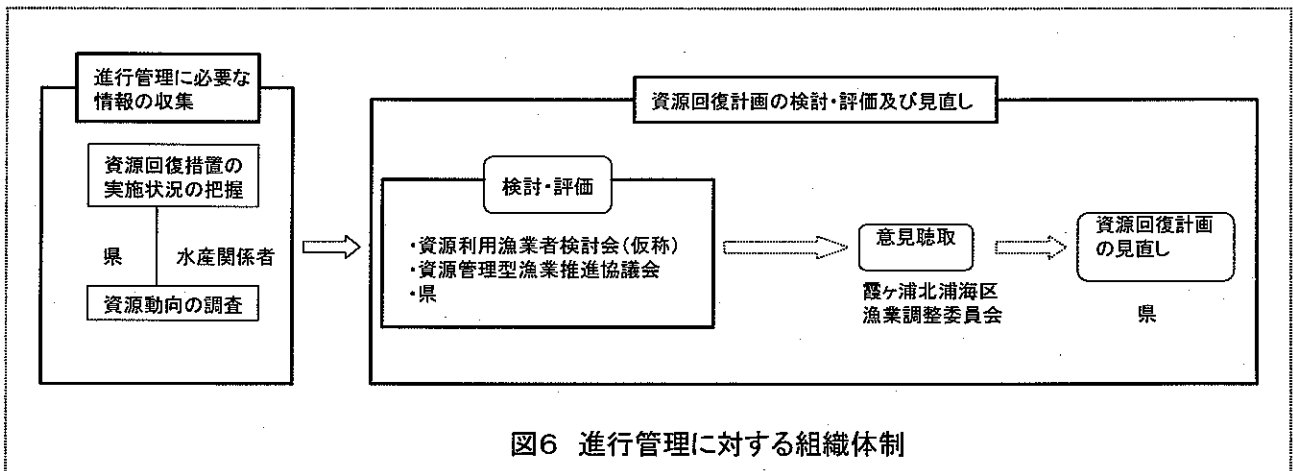 進行管理に必要な
情報の収集
資源回復措置の
実施状況の把握
県
水産関係者
資源動向の調査
資源回復計画の検討・評価及び見直し
検討・評価
・資源利用漁業者検討会(仮称)
・資源管理型漁業推進協議会
・県
意見聴取
霞ヶ浦北浦海区
漁業調整委員会
資源回復計画
の見直し
県
図6 進行管理に対する組織体制